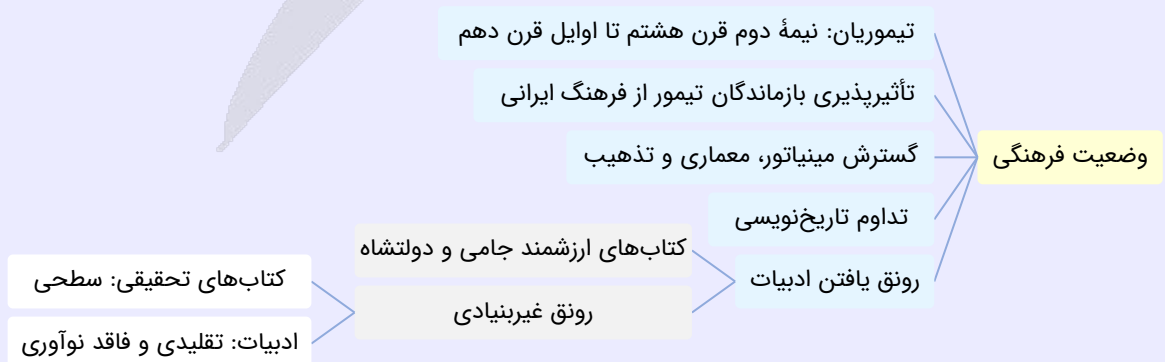 وضعیت فرهنگی
تیموریان: نیمهٔ دوم قرن هشتم تا اوایل قرن دهم
تأثیرپذیری بازماندگان تیمور از فرهنگ ایرانی
گسترش مینیاتور، معماری و تذهیب
تداوم تاریخ‌نویسی
رونق یافتن ادبیات
کتاب‌های ارزشمند جامی و دولتشاه
رونق غیربنیادی
کتاب‌های تحقیقی: سطحی
ادبیات: تقلیدی و فاقد نوآوری